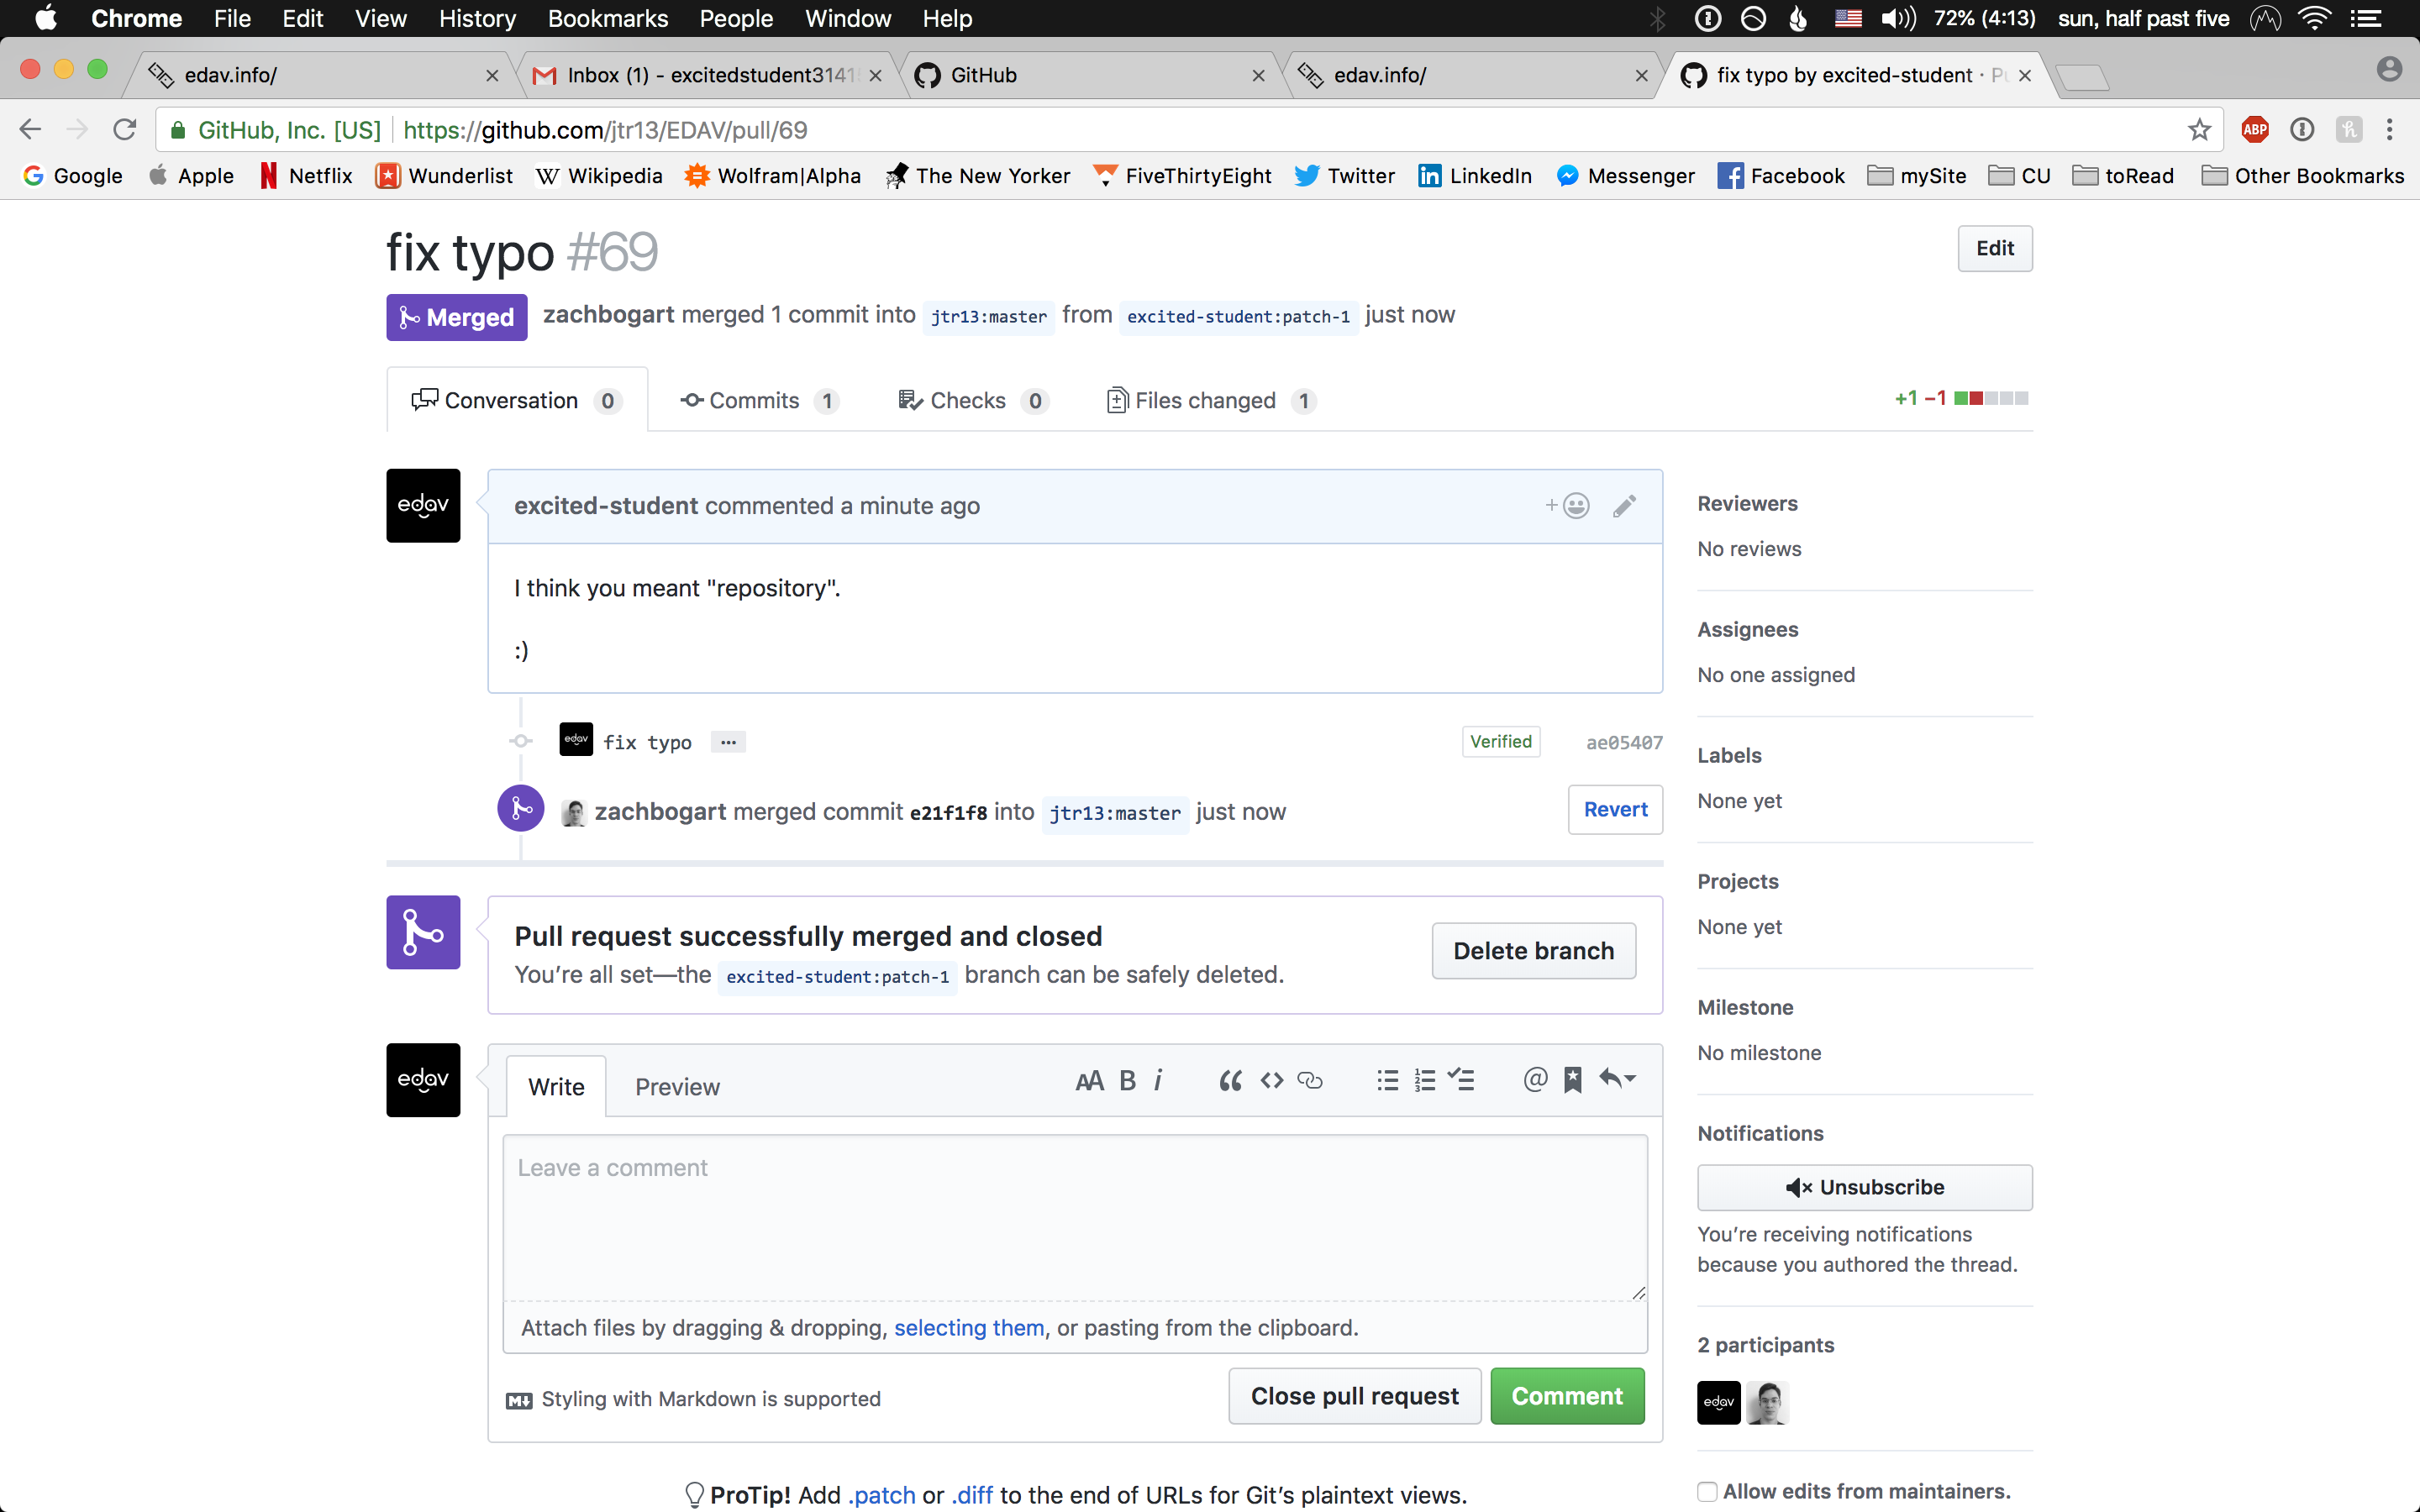 Chrome File Edit View History Bookmarks People Window Help 72% (4:13) sun, half past five
edav.info/ Inbox (1) - excitedstudent3141 GitHub edav.info/ fix typo by excited-student · Pu
GitHub, Inc. [US] https://github.com/jtr13/EDAV/pull/69 ABP
Google Apple Netflix Wunderlist Wikipedia Wolfram|Alpha The New Yorker FiveThirtyEight Twitter LinkedIn Messenger Facebook mySite CU toRead Other Bookmarks
fix typo #69 Edit
Merged zachbogart merged 1 commit into jtr13:master from excited-student:patch-1 just now
Conversation 0 Commits 1 Checks 0 Files changed 1 +1 −1
edav
excited-student commented a minute ago
I think you meant "repository".
:)
edav fix typo ... Verified ae05407
zachbogart merged commit e21f1f8 into jtr13:master just now Revert
Pull request successfully merged and closed
You’re all set—the excited-student:patch-1 branch can be safely deleted.
Delete branch
edav
Write Preview
Leave a comment
Attach files by dragging & dropping, selecting them, or pasting from the clipboard.
Styling with Markdown is supported
Close pull request Comment
ProTip! Add .patch or .diff to the end of URLs for Git’s plaintext views.
Reviewers
No reviews
Assignees
No one assigned
Labels
None yet
Projects
None yet
Milestone
No milestone
Notifications
Unsubscribe
You’re receiving notifications
because you authored the thread.
2 participants
edav
Allow edits from maintainers.